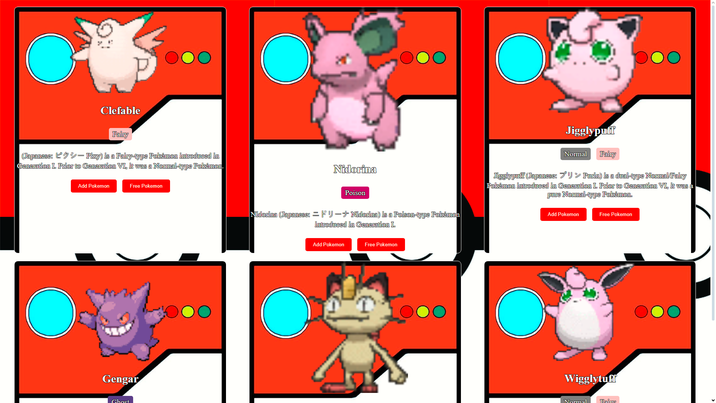 Clefable
Fairy
(Japanese: ピクシー Pixy) is a Fairy-type Pokémon introduced in
Generation I. Prior to Generation VI, it was a Normal-type Pokémon.
Add Pokemon Free Pokemon
Nidorina
Poison
Nidorina (Japanese: ニドリーナ Nidorina) is a Poison-type Pokémon
introduced in Generation I.
Add Pokemon Free Pokemon
Jigglypuff
Normal Fairy
Jigglypuff (Japanese: プリン Purin) is a dual-type Normal/Fairy
Pokémon introduced in Generation I. Prior to Generation VI, it was a
pure Normal-type Pokémon.
Add Pokemon Free Pokemon
Gengar
Ghost
Wigglytuff
Normal Fairy